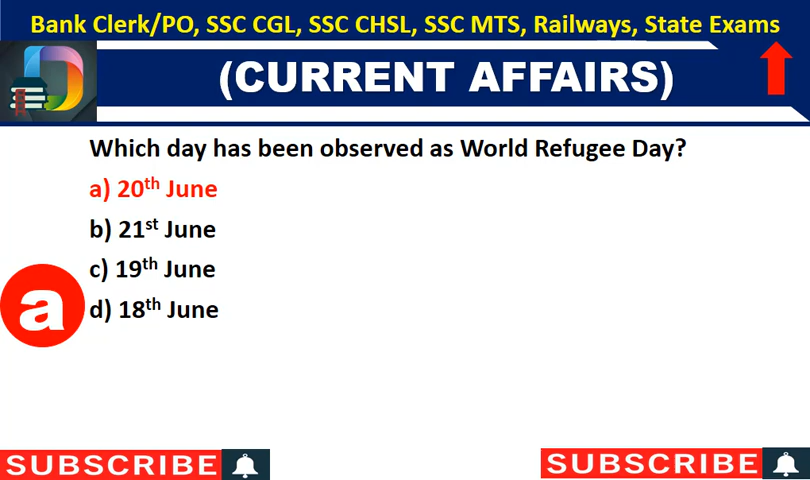 Bank Clerk/PO, SSC CGL, SSC CHSL, SSC MTS, Railways, State Exams
(CURRENT AFFAIRS)
Which day has been observed as World Refugee Day?
a) 20th June
b) 21st June
c) 19th June
a
d) 18th June
SUBSCRIBE
SUBSCRIBE